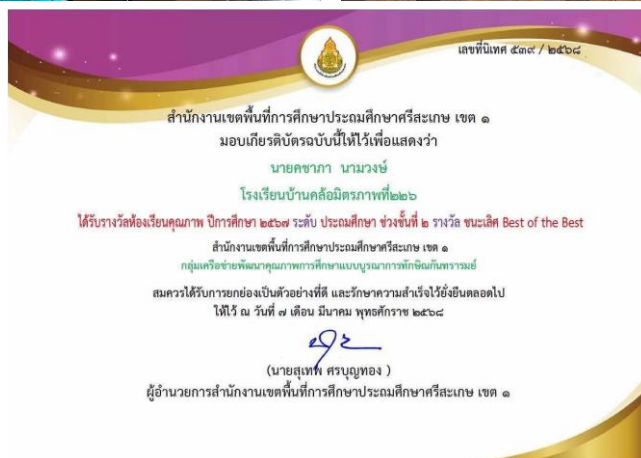 เลขที่นิเทศ ๕๓๙ / ๒๕๖๘
สำนักงานเขตพื้นที่การศึกษาประถมศึกษาศรีสะเกษ เขต ๑
มอบเกียรติบัตรฉบับนี้ให้ไว้เพื่อแสดงว่า
นายคชาภา นามวงษ์
โรงเรียนบ้านคล้อมิตรภาพที่๒๒๖
ได้รับรางวัลห้องเรียนคุณภาพ ปีการศึกษา ๒๕๖๗ ระดับ ประถมศึกษา ช่วงชั้นที่ ๒ รางวัล ชนะเลิศ Best of the Best
สำนักงานเขตพื้นที่การศึกษาประถมศึกษาศรีสะเกษ เขต ๑
กลุ่มเครือข่ายพัฒนาคุณภาพการศึกษาแบบบูรณาการทักษิณกันทรารมย์
สมควรได้รับการยกย่องเป็นตัวอย่างที่ดี และรักษาความสำเร็จไว้ยั่งยืนตลอดไป
ให้ไว้ ณ วันที่ ๗ เดือน มีนาคม พุทธศักราช ๒๕๖๘
(นายสุเทพ ศรบุญทอง )
ผู้อำนวยการสำนักงานเขตพื้นที่การศึกษาประถมศึกษาศรีสะเกษ เขต ๑